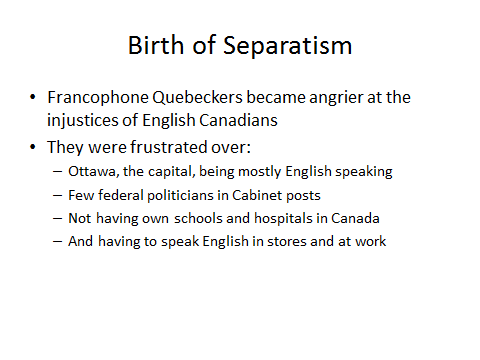 Birth of Separatism
• Francophone Quebeckers became angrier at the
injustices of English Canadians
• They were frustrated over:
– Ottawa, the capital, being mostly English speaking
– Few federal politicians in Cabinet posts
– Not having own schools and hospitals in Canada
– And having to speak English in stores and at work